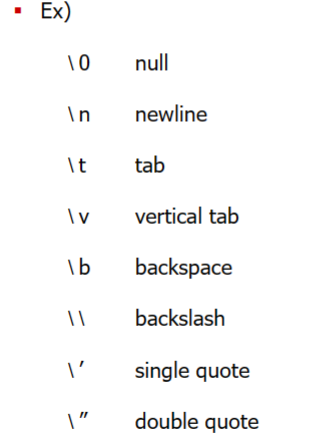 ▪ Ex)
\0 null
\n newline
\t tab
\v vertical tab
\b backspace
\\ backslash
\’ single quote
\” double quote